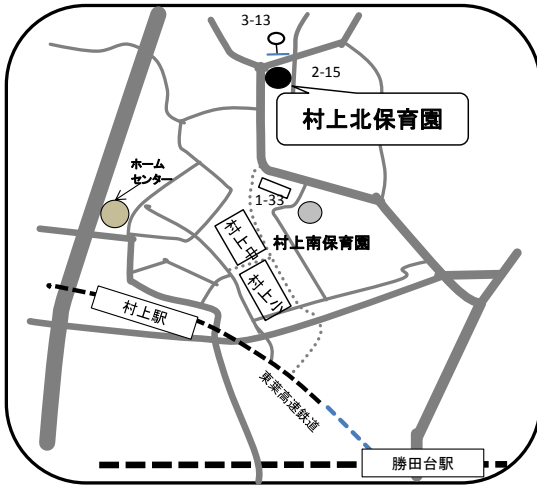 3-13
2-15
村上北保育園
ホーム
センター
1-33
村上中
村上南保育園
村上小
村上駅
東葉高速鉄道
勝田台駅